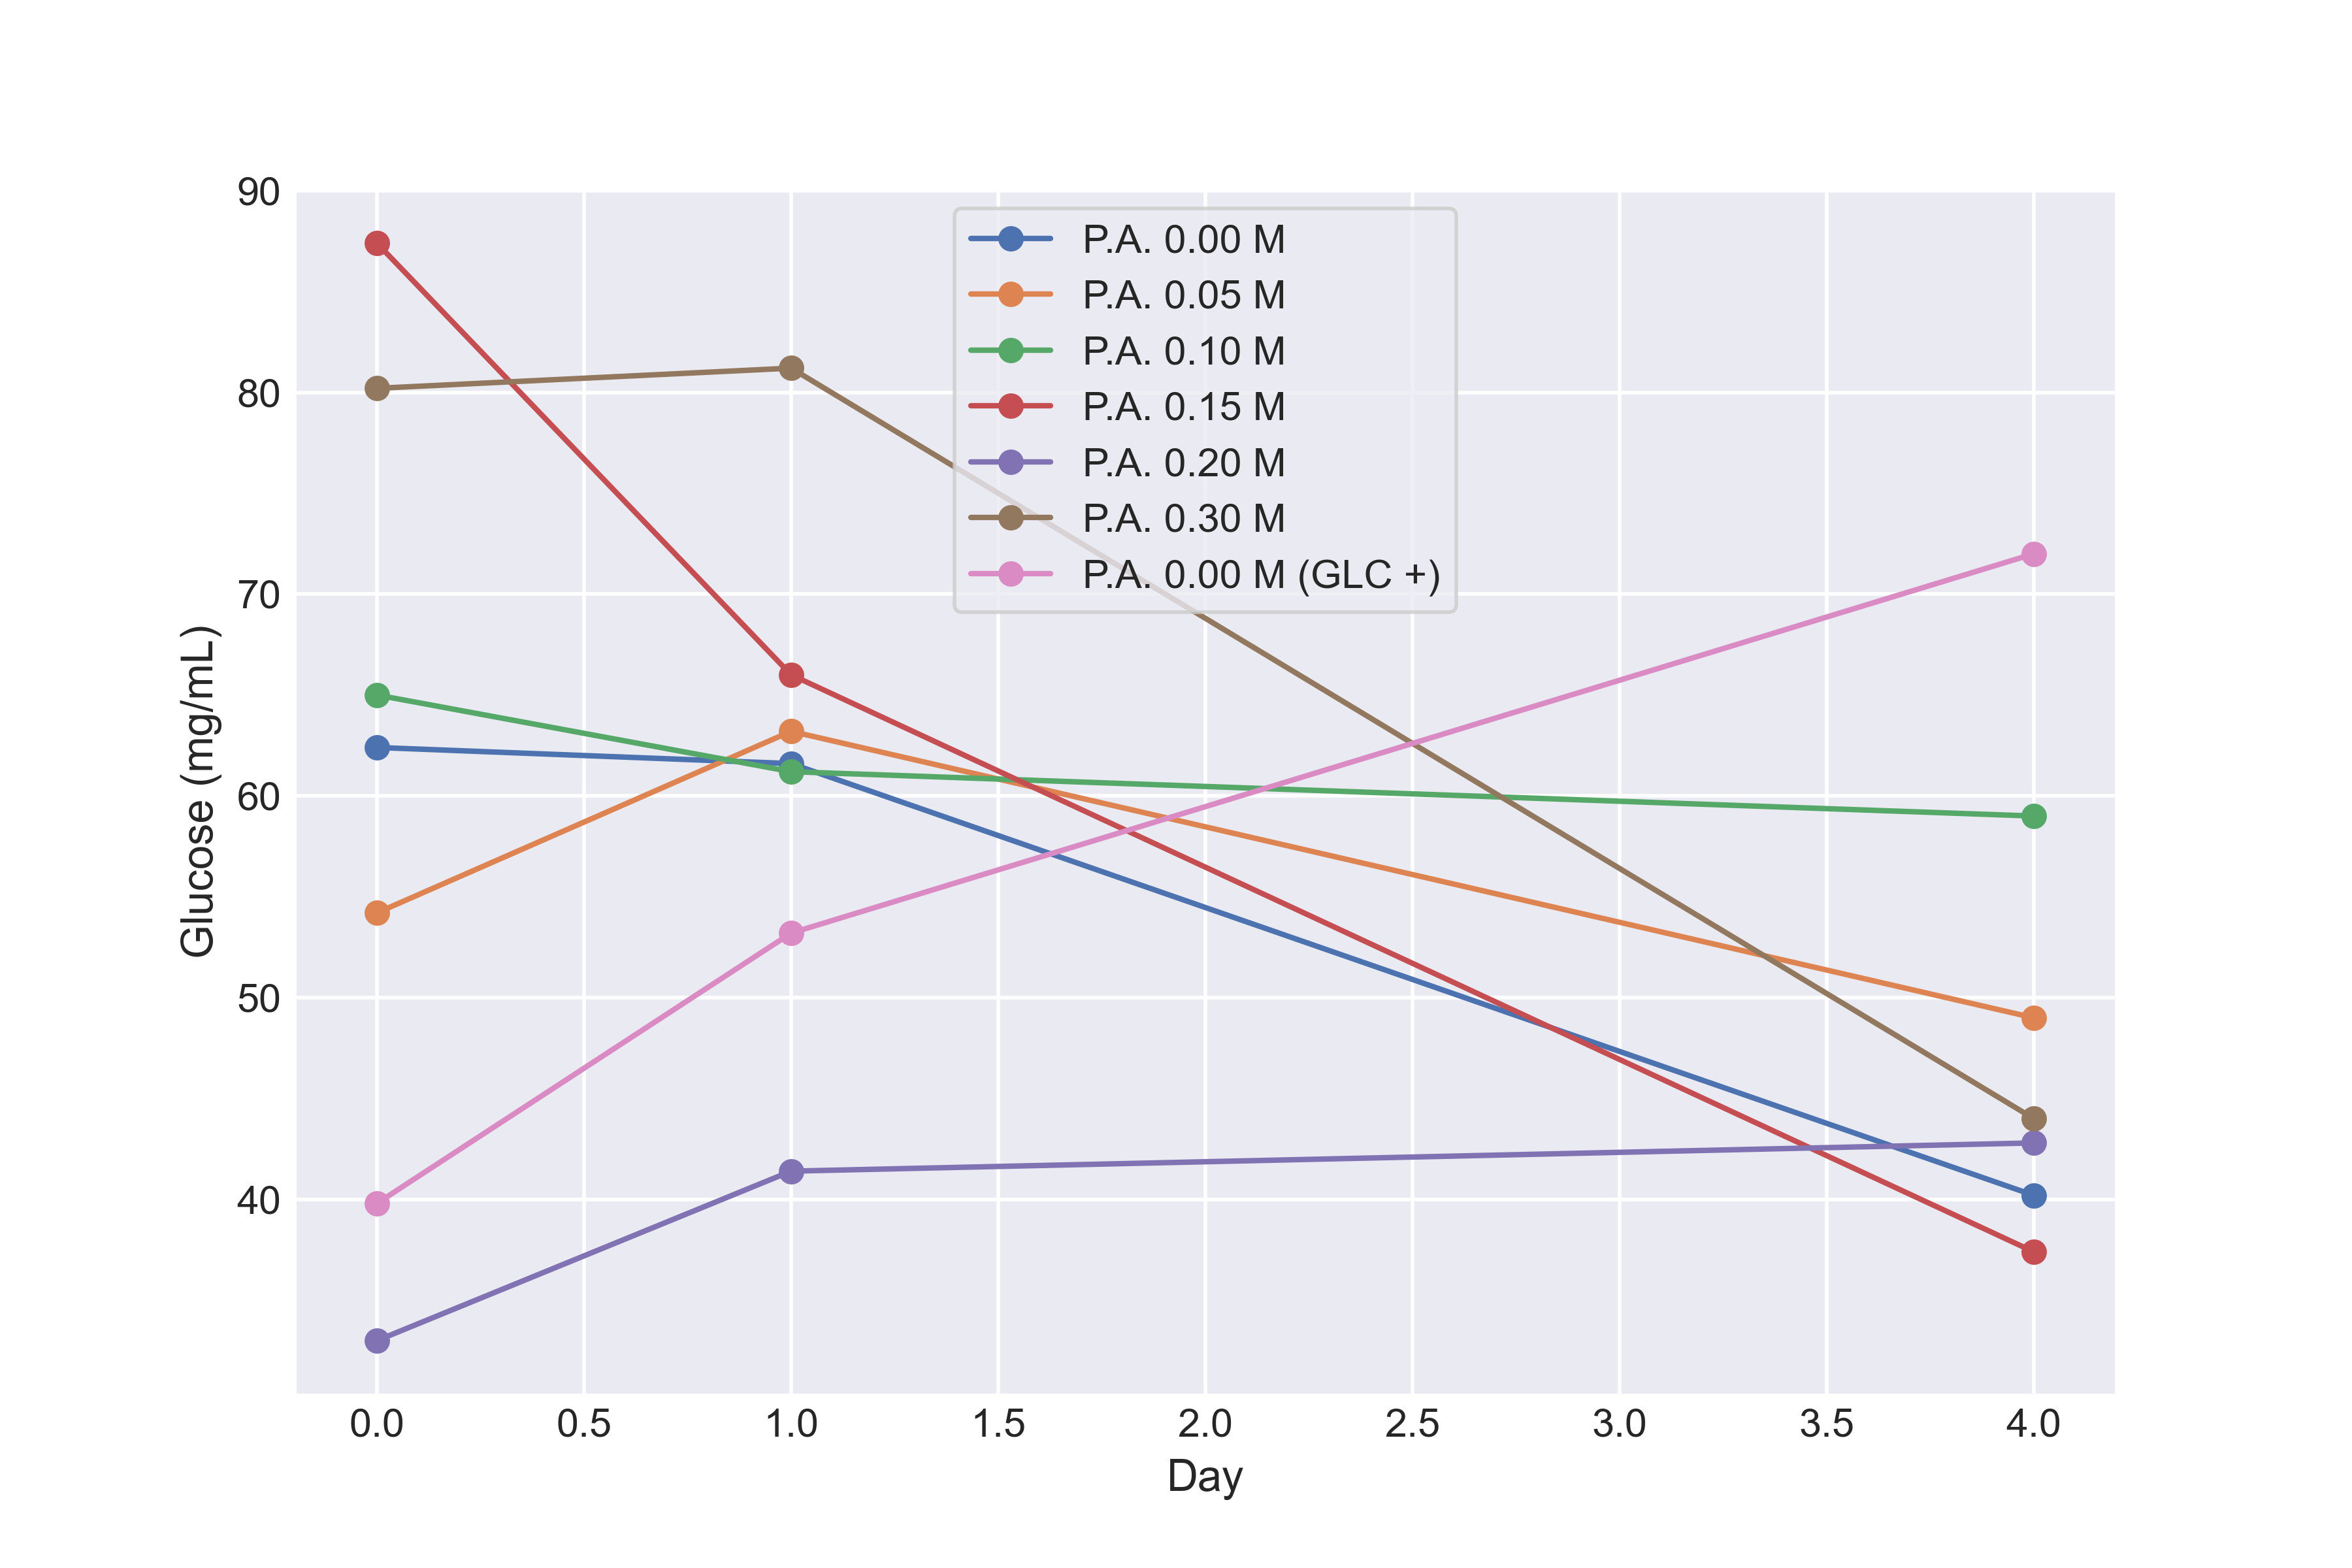 90
80
70
60
50
40
Glucose (mg/mL)
P.A. 0.00 M
P.A. 0.05 M
P.A. 0.10 M
P.A. 0.15 M
P.A. 0.20 M
P.A. 0.30 M
P.A. 0.00 M (GLC +)
0.0 0.5 1.0 1.5 2.0 2.5 3.0 3.5 4.0
Day